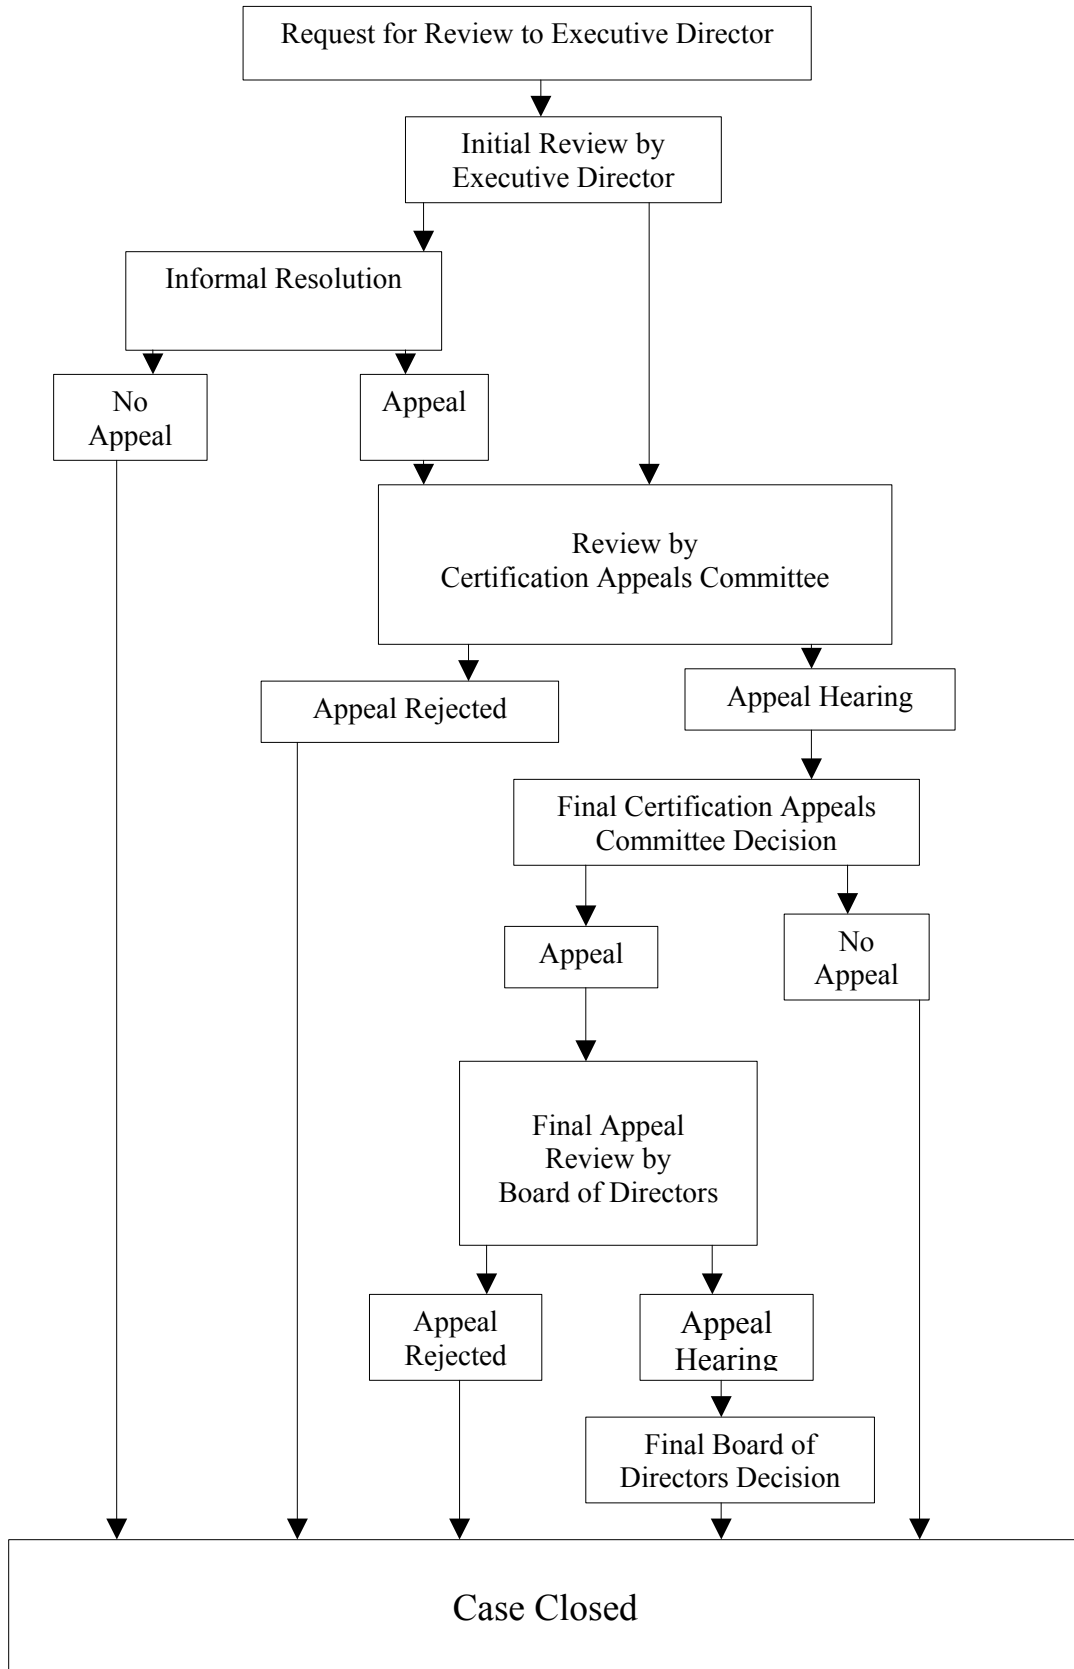 Request for Review to Executive Director
Initial Review by
Executive Director
Informal Resolution
No
Appeal
Appeal
Review by
Certification Appeals Committee
Appeal Rejected
Appeal Hearing
Final Certification Appeals
Committee Decision
Appeal
No
Appeal
Final Appeal
Review by
Board of Directors
Appeal
Rejected
Appeal
Hearing
Final Board of
Directors Decision
Case Closed